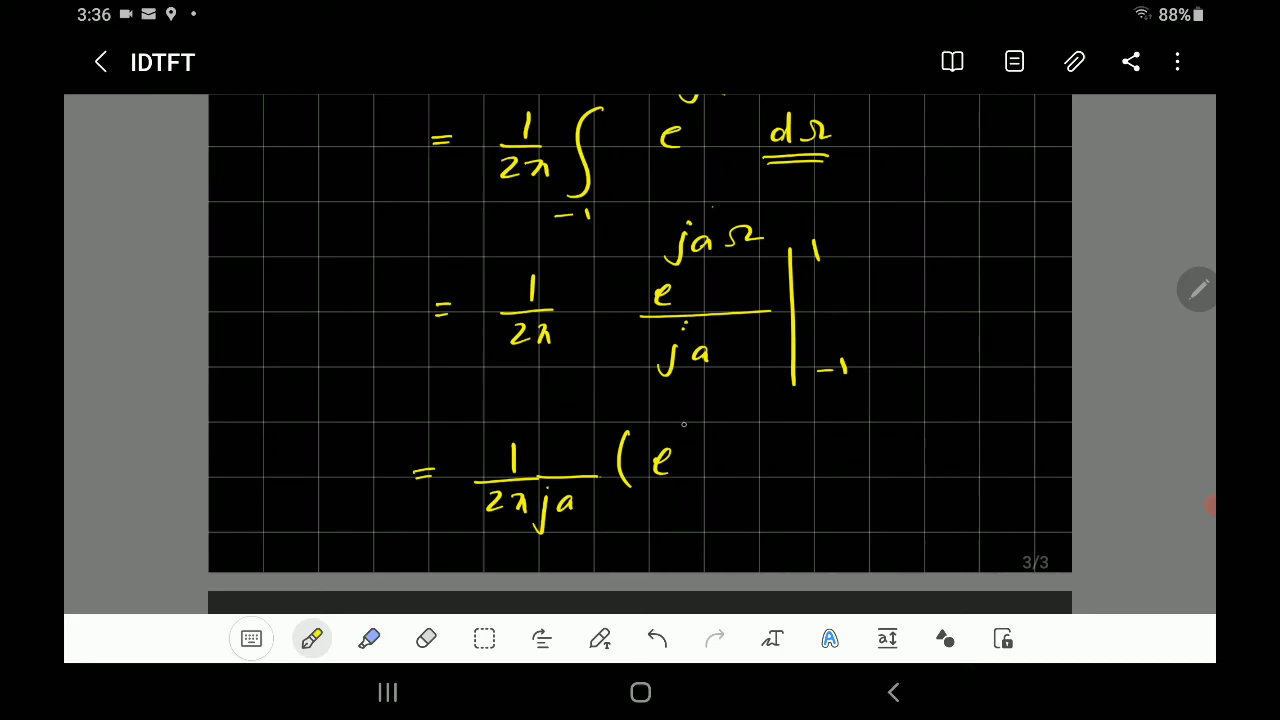 3:36 88%
IDTFT
= 1/2π ∫ -1 e dΩ
= 1/2π e^jaΩ/ja | 1 -1
= 1/2πja ( e
3/3